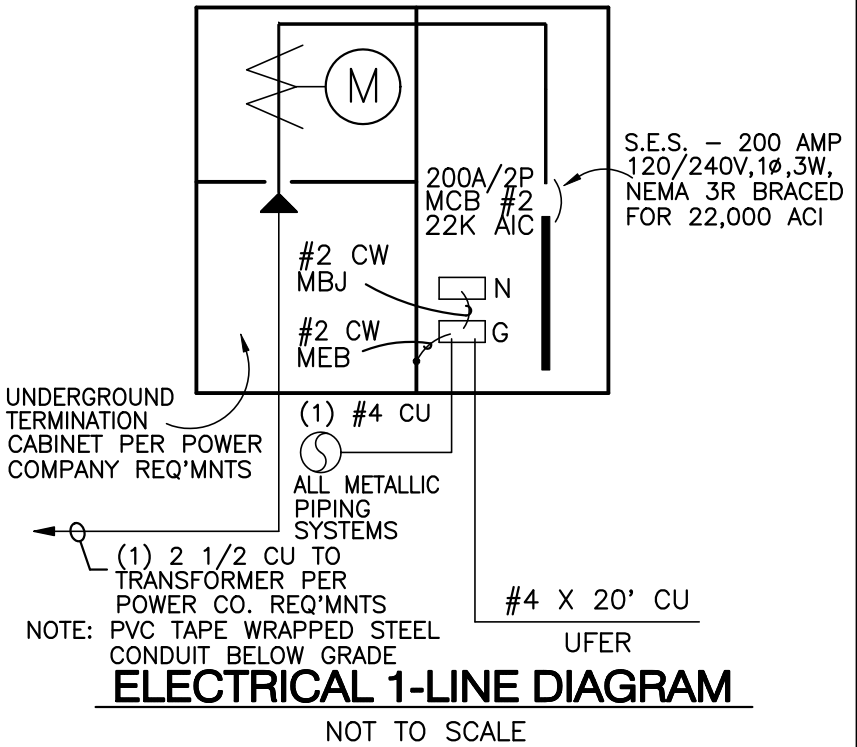 M
S.E.S. – 200 AMP
120/240V,1ø,3W,
NEMA 3R BRACED
FOR 22,000 ACI
200A/2P
MCB #2
22K AIC
#2 CW
MBJ
N
#2 CW
MEB
G
UNDERGROUND
TERMINATION
CABINET PER POWER
COMPANY REQ'MNTS
(1) #4 CU
ALL METALLIC
PIPING
SYSTEMS
(1) 2 1/2 CU TO
TRANSFORMER PER
POWER CO. REQ'MNTS
NOTE: PVC TAPE WRAPPED STEEL
CONDUIT BELOW GRADE
#4 X 20' CU
UFER
ELECTRICAL 1-LINE DIAGRAM
NOT TO SCALE